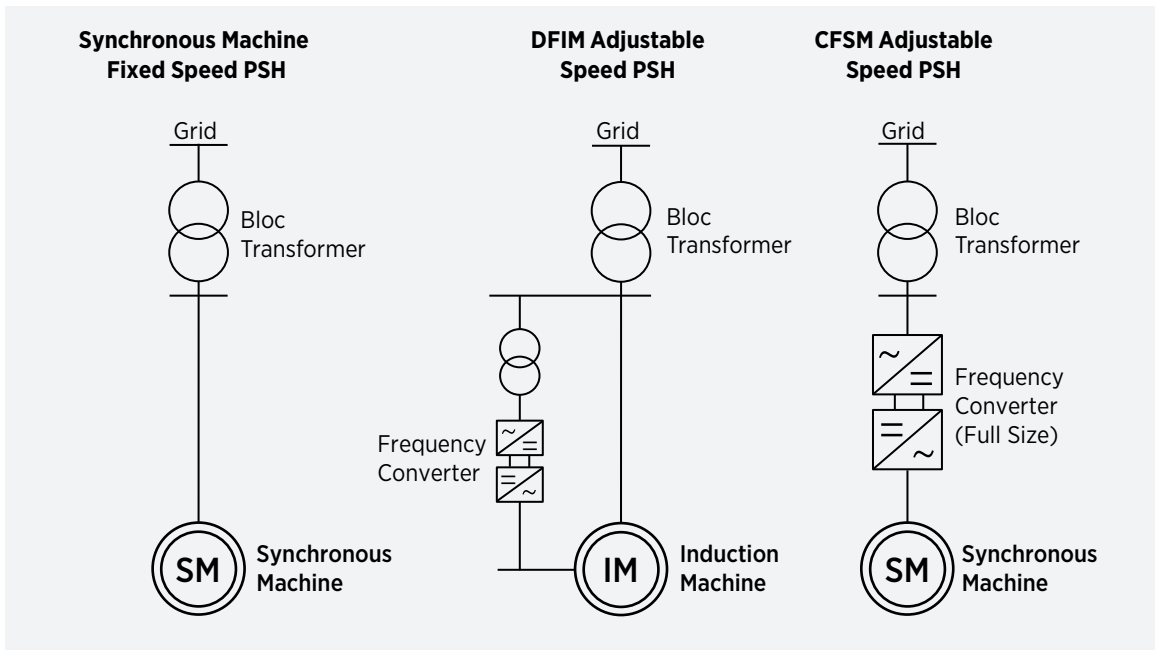 Synchronous Machine
Fixed Speed PSH
Grid
Bloc
Transformer
SM
Synchronous
Machine
DFIM Adjustable
Speed PSH
Grid
Bloc
Transformer
Frequency
Converter
IM
Induction
Machine
CFSM Adjustable
Speed PSH
Grid
Bloc
Transformer
Frequency
Converter
(Full Size)
SM
Synchronous
Machine